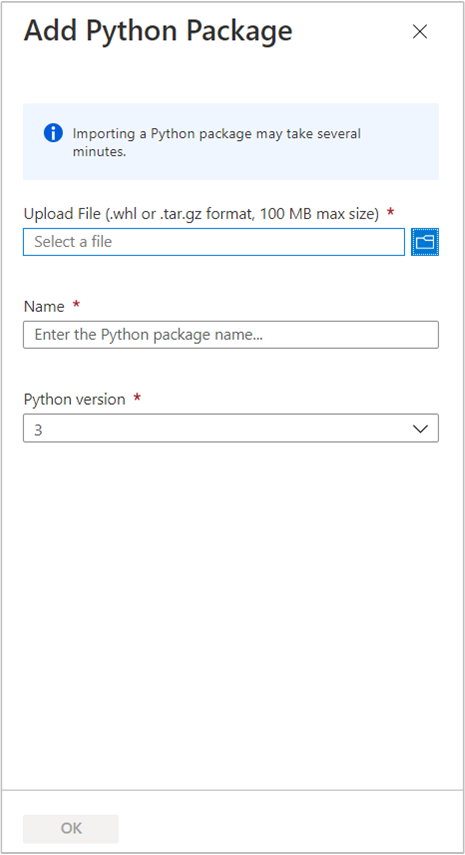 Add Python Package
Importing a Python package may take several
minutes.
Upload File (.whl or .tar.gz format, 100 MB max size) *
Select a file
Name *
Enter the Python package name...
Python version *
3
OK